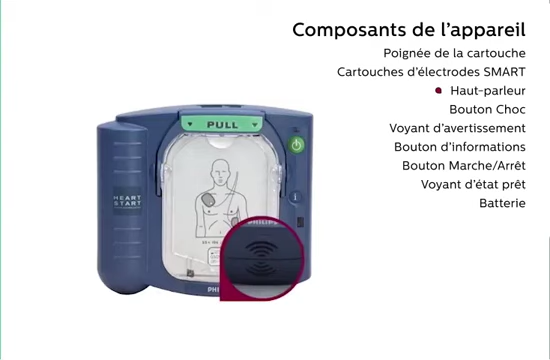 Composants de l'appareil
Poignée de la cartouche
Cartouches d'électrodes SMART
Haut-parleur
Bouton Choc
Voyant d'avertissement
Bouton d'informations
Bouton Marche/Arrêt
Voyant d'état prêt
Batterie
PULL
HEART
START
i